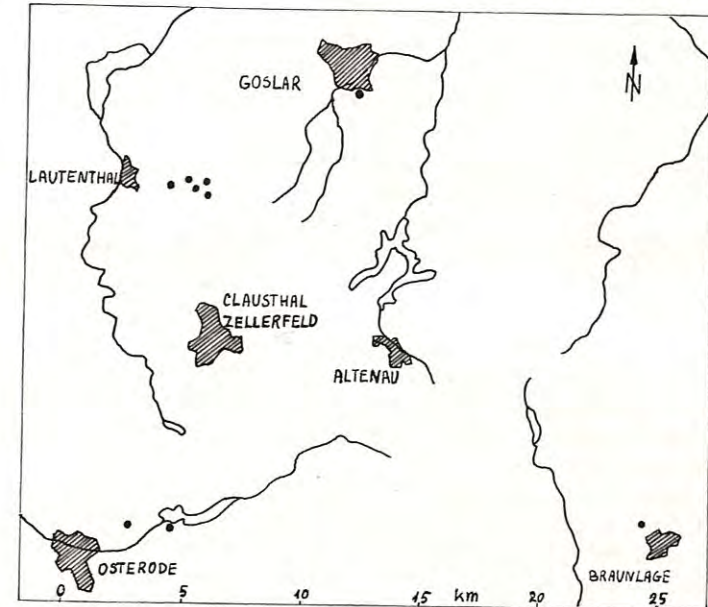 GOSLAR
N
LAUTENTHAL
CLAUSTHAL
ZELLERFELD
ALTENAU
OSTERODE
BRAUNLAGE
0 5 10 15 km 20 25